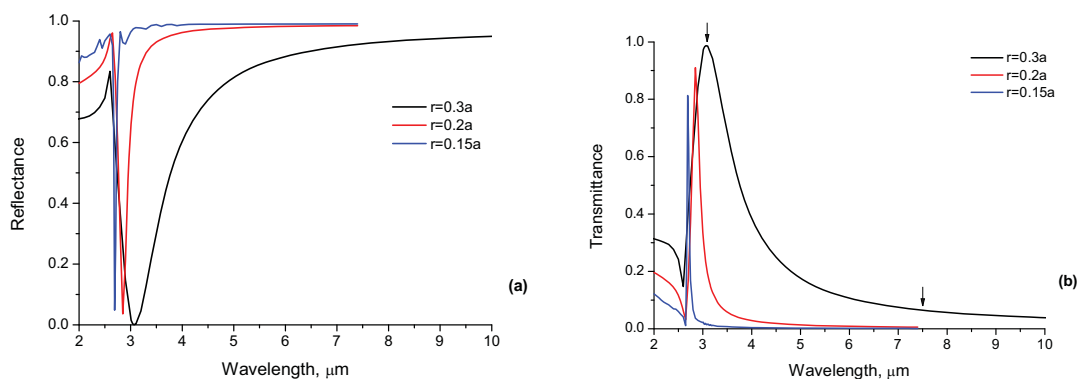 1.0
0.8
0.6
0.4
0.2
0.0
Reflectance
2 3 4 5 6 7 8 9 10
Wavelength, μm
r=0.3a
r=0.2a
r=0.15a
(a)
1.0
0.8
0.6
0.4
0.2
0.0
Transmittance
2 3 4 5 6 7 8 9 10
Wavelength, μm
r=0.3a
r=0.2a
r=0.15a
(b)